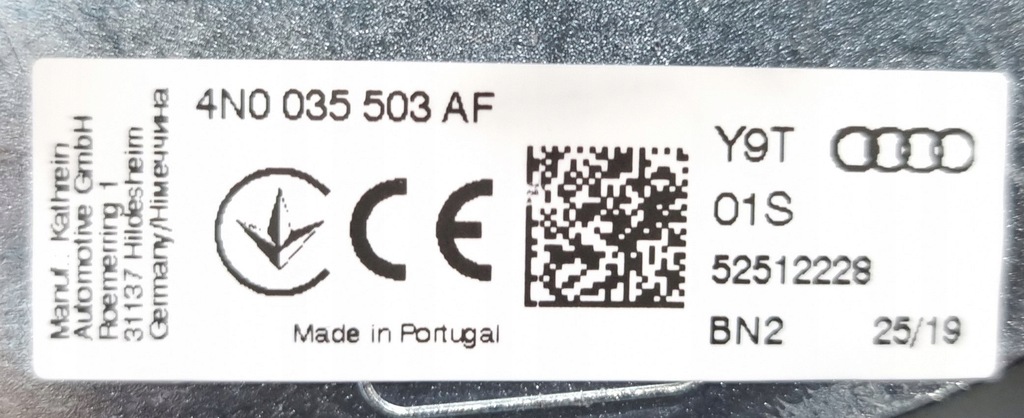 Manuf.. Kathrein
Automotive GmbH
Roemerring 1
31137 Hildesheim
Germany/Німеччина
4N0 035 503 AF
CE
Made in Portugal
Y9T
01S
52512228
BN2 25/19